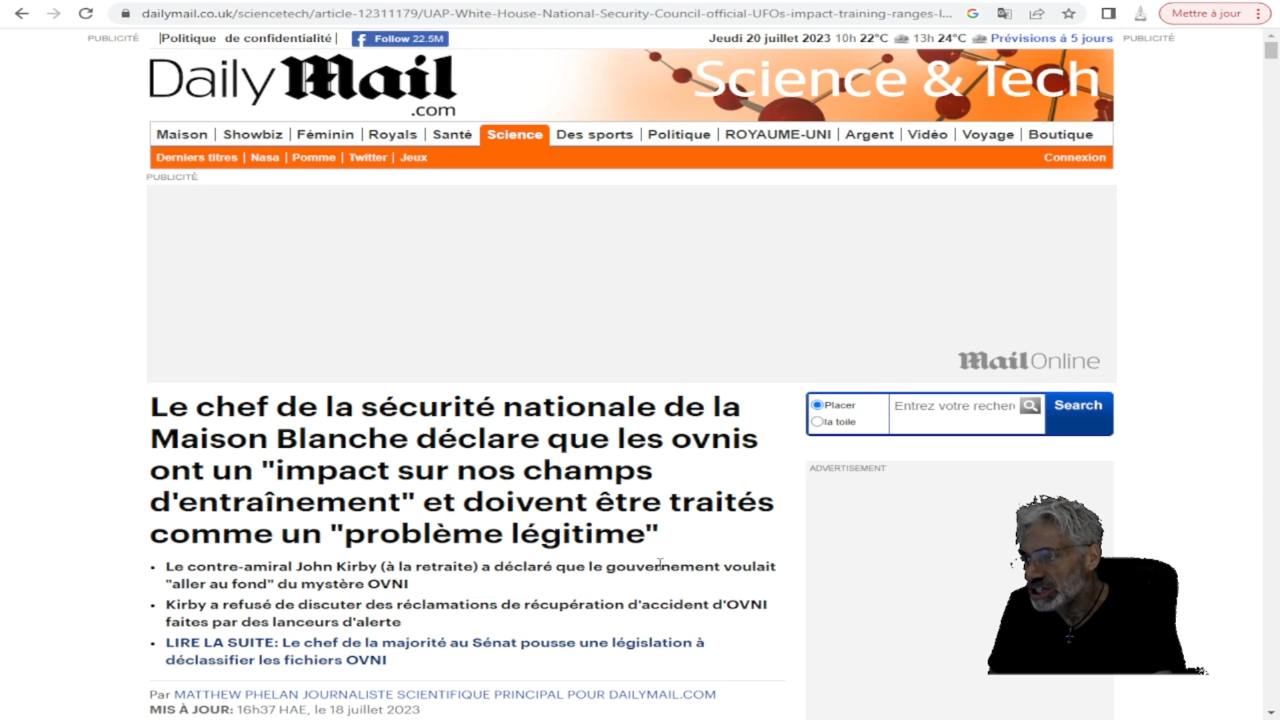 dailymail.co.uk/sciencetech/article-12311179/UAP-White-House-National-Security-Council-official-UFOs-impact-training-ranges-l...
Mettre à jour
PUBLICITÉ
|Politique de confidentialité |
Follow 22.5M
Jeudi 20 juillet 2023 10h 22°C 13h 24°C Prévisions à 5 jours
PUBLICITÉ
Daily Mail
.com
Science & Tech
Maison | Showbiz | Féminin | Royals | Santé | Science | Des sports | Politique | ROYAUME-UNI | Argent | Vidéo | Voyage | Boutique
Derniers titres | Nasa | Pomme | Twitter | Jeux
Connexion
PUBLICITÉ
Mail Online
Le chef de la sécurité nationale de la
Maison Blanche déclare que les ovnis
ont un "impact sur nos champs
d'entraînement" et doivent être traités
comme un "problème légitime"
Placer
la toile
Entrez votre recher
Search
ADVERTISEMENT
• Le contre-amiral John Kirby (à la retraite) a déclaré que le gouvernement voulait
"aller au fond" du mystère OVNI
• Kirby a refusé de discuter des réclamations de récupération d'accident d'OVNI
faites par des lanceurs d'alerte
• LIRE LA SUITE: Le chef de la majorité au Sénat pousse une législation à
déclassifier les fichiers OVNI
Par MATTHEW PHELAN JOURNALISTE SCIENTIFIQUE PRINCIPAL POUR DAILYMAIL.COM
MIS À JOUR: 16h37 HAE, le 18 juillet 2023